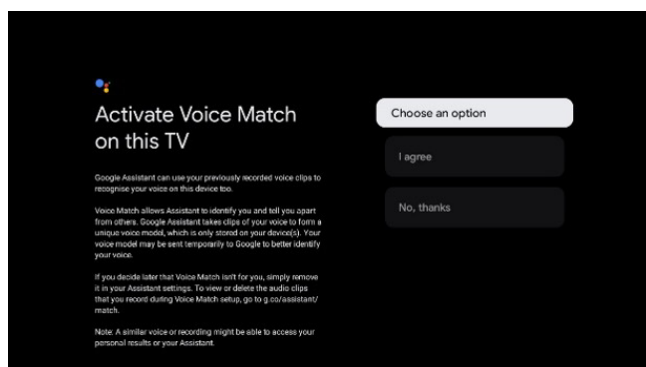 Activate Voice Match
on this TV
Google Assistant can use your previously recorded voice clips to
recognise your voice on this device too.
Voice Match allows Assistant to identify you and tell you apart
from others. Google Assistant takes clips of your voice to form a
unique voice model, which is only stored on your device(s). Your
voice model may be sent temporarily to Google to better identify
your voice.
If you decide later that Voice Match isn't for you, simply remove
it in your Assistant settings. To view or delete the audio clips
that you record during Voice Match setup, go to g.co/assistant/
match.
Note: A similar voice or recording might be able to access your
personal results or your Assistant.
Choose an option
I agree
No, thanks